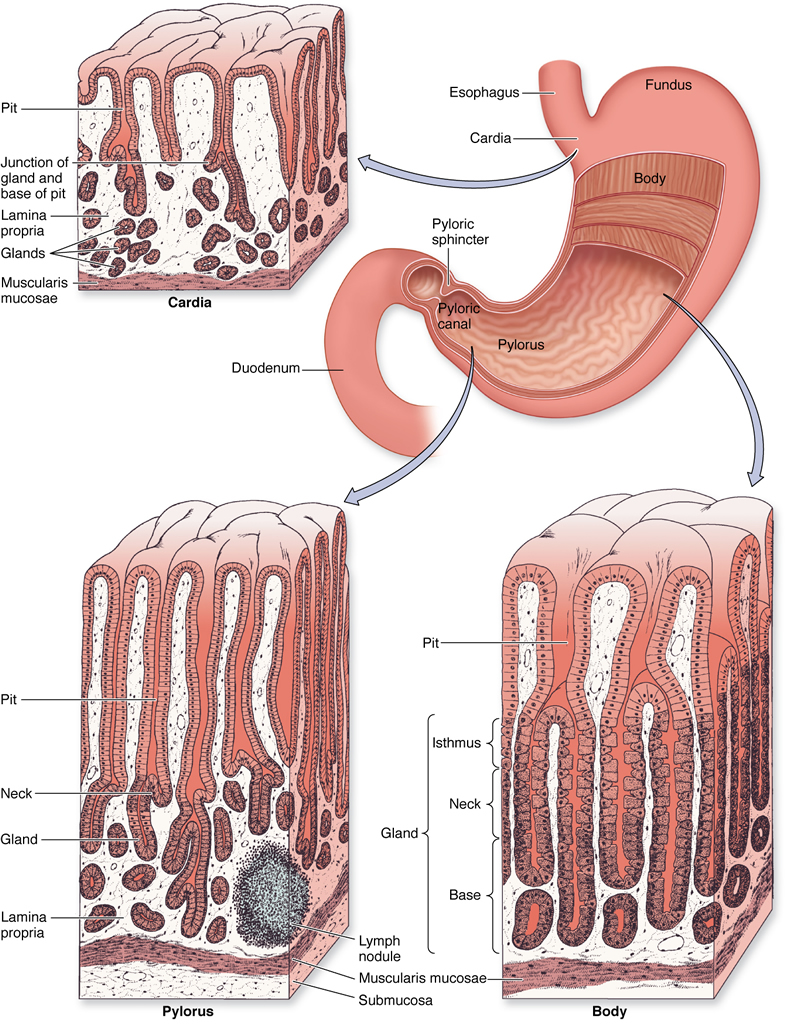 Pit
Junction of
gland and
base of pit
Lamina
propria
Glands
Muscularis
mucosae
Cardia
Esophagus
Fundus
Cardia
Body
Pyloric
sphincter
Pyloric
canal
Pylorus
Duodenum
Pit
Neck
Gland
Lamina
propria
Lymph
nodule
Muscularis mucosae
Submucosa
Pylorus
Pit
Isthmus
Neck
Gland
Base
Body